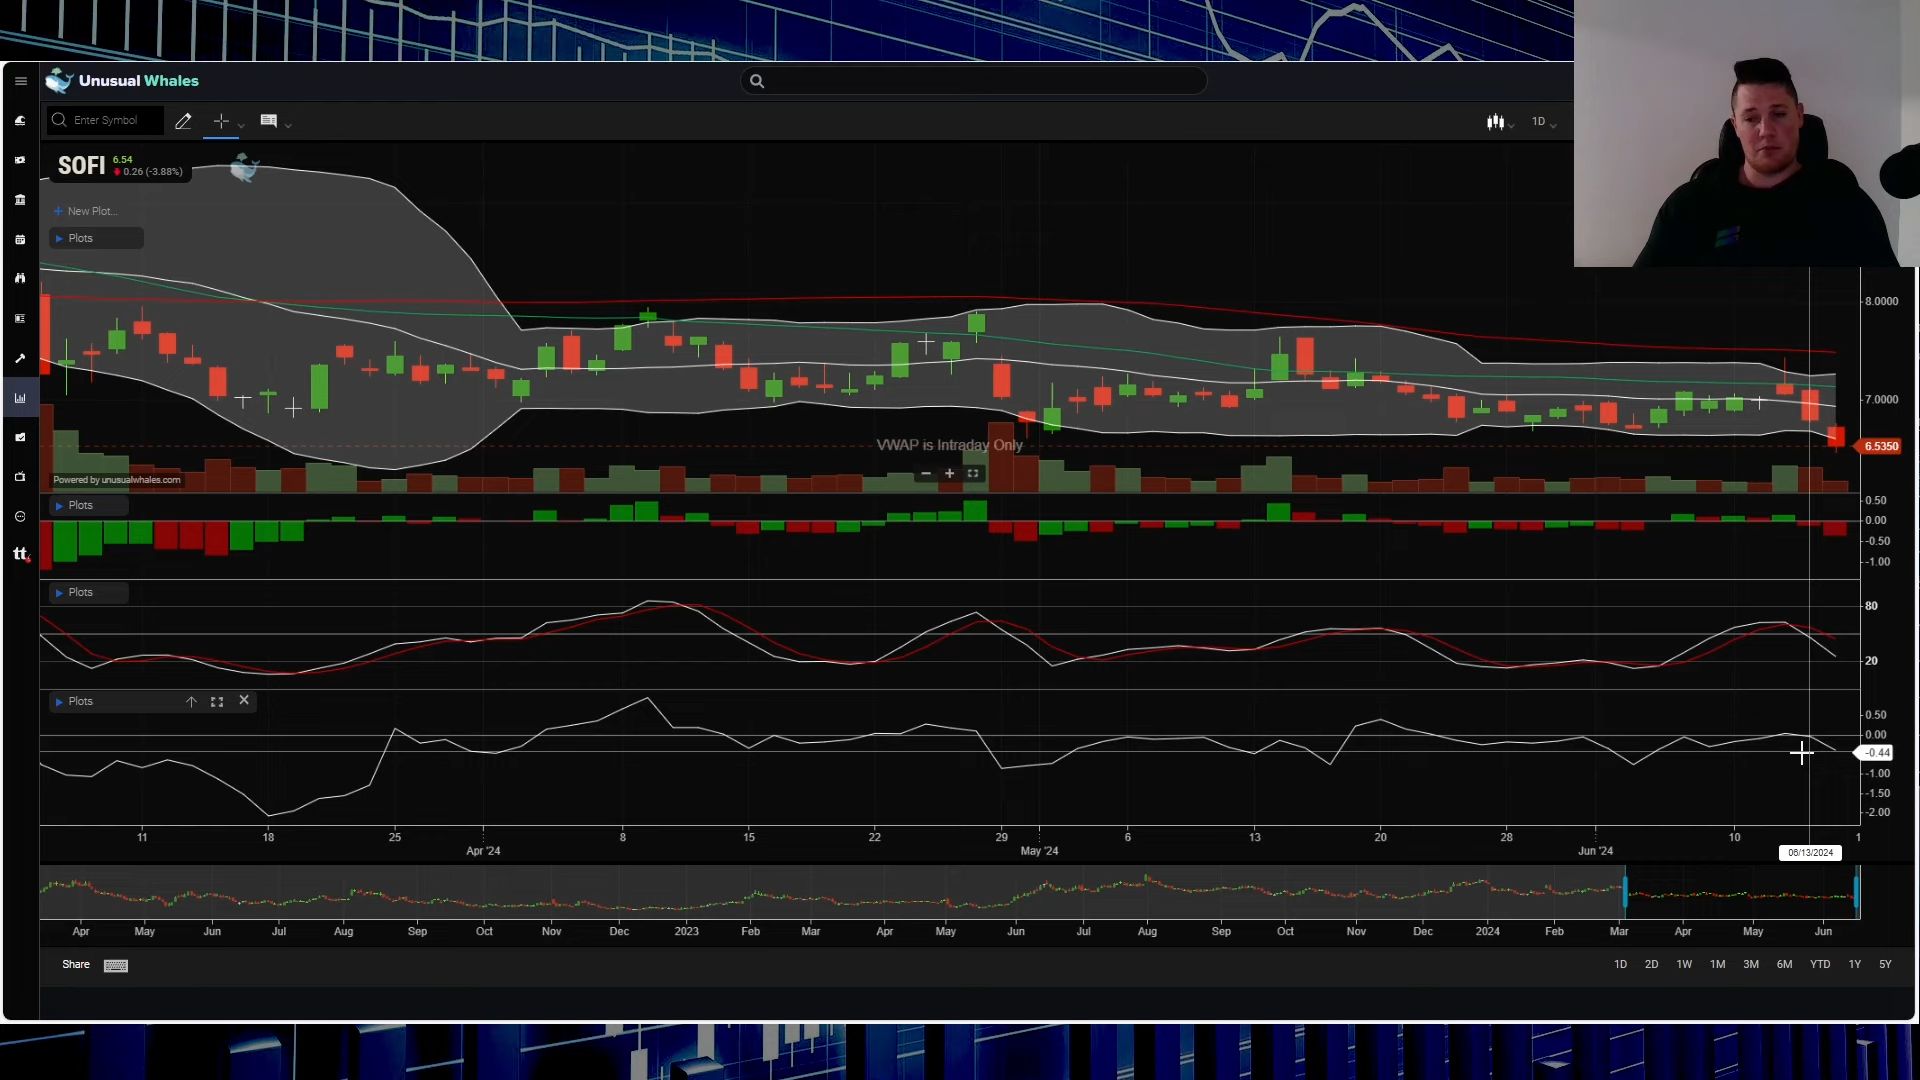 Unusual Whales
Enter Symbol
1D
SOFI 6.54
0.26 (-3.88%)
+ New Plot...
Plots
8.0000
7.0000
6.5350
VWAP is Intraday Only
Powered by unusualwhales.com
Plots
0.50
0.00
-0.50
-1.00
Plots
80
20
Plots
0.50
0.00
-0.44
-1.00
-1.50
-2.00
11 18 25 8 15 22 29 6 13 20 28 10 1
Apr '24 May '24 Jun '24
06/13/2024
Apr May Jun Jul Aug Sep Oct Nov Dec 2023 Feb Mar Apr May Jun Jul Aug Sep Oct Nov Dec 2024 Feb Mar Apr May Jun
Share 1D 2D 1W 1M 3M 6M YTD 1Y 5Y
tt